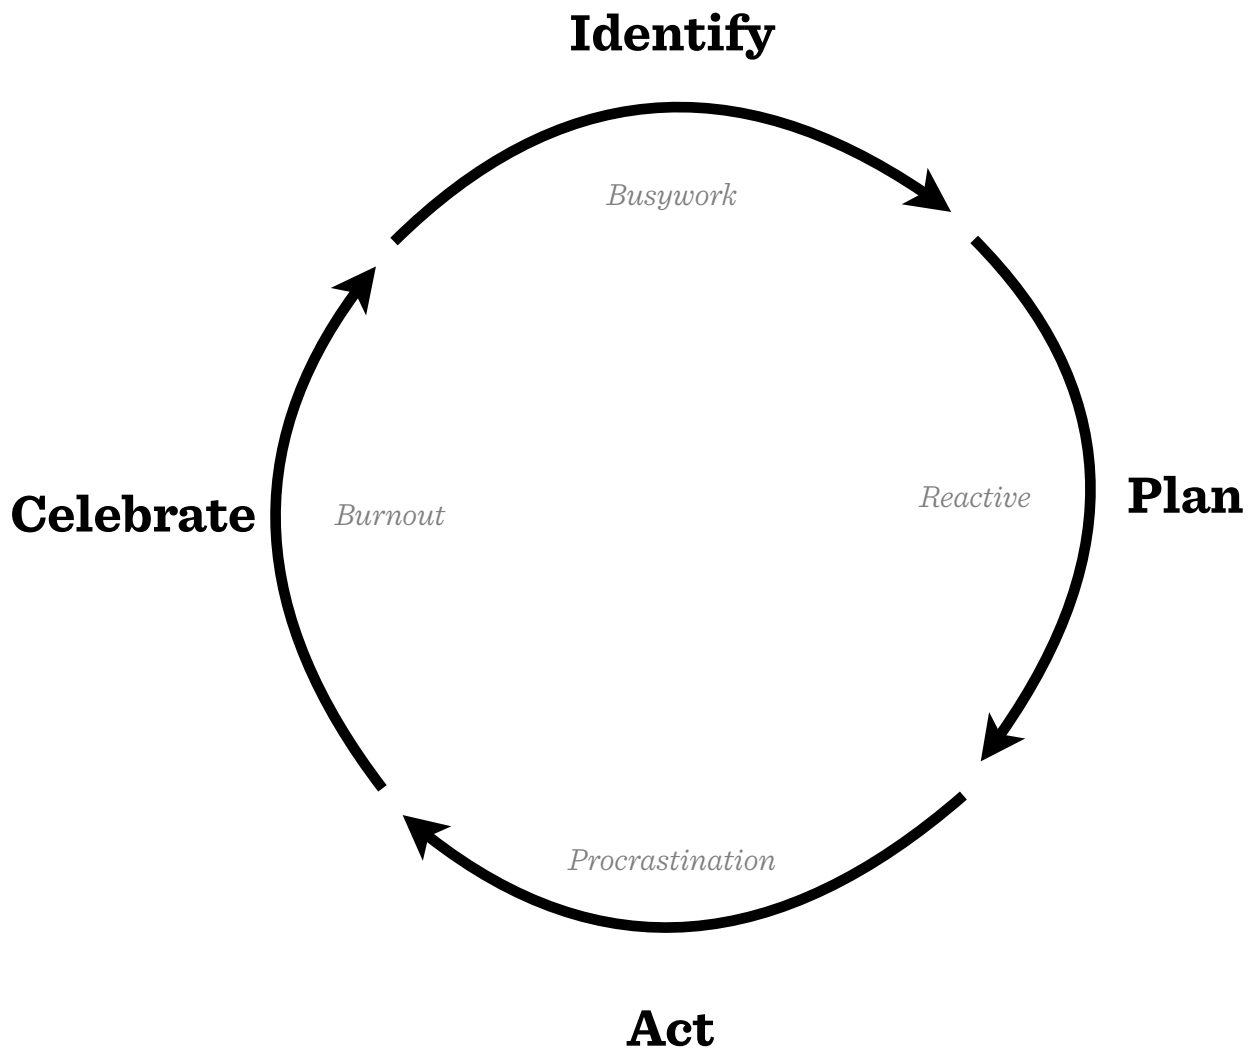 Identify
Busywork
Reactive
Plan
Celebrate
Burnout
Procrastination
Act